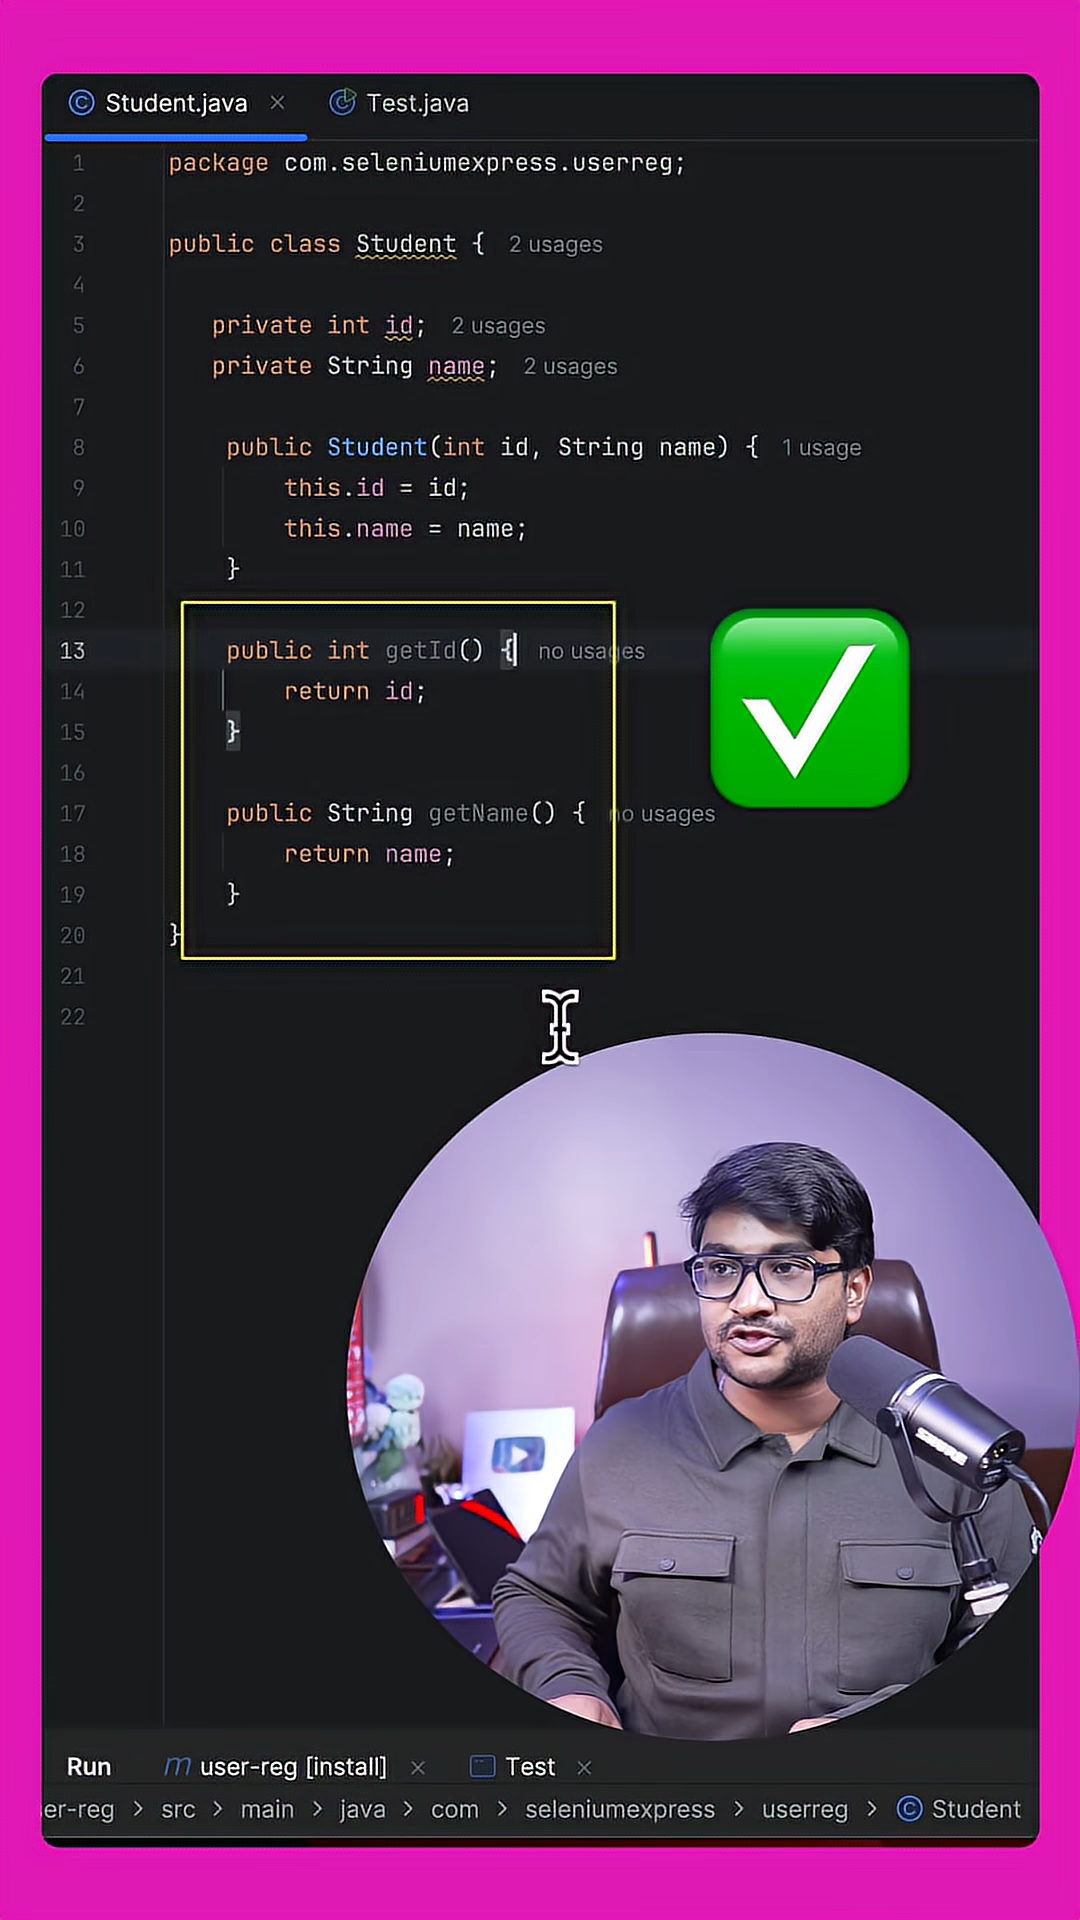 Student.java
Test.java
1 package com.seleniumexpress.userreg;
2
3 public class Student { 2 usages
4
5 private int id; 2 usages
6 private String name; 2 usages
7
8 public Student(int id, String name) { 1 usage
9 this.id = id;
10 this.name = name;
11 }
12
13 public int getId() { no usages
14 return id;
15 }
16
17 public String getName() { no usages
18 return name;
19 }
20 }
21
22
SHURE
Run user-reg [install] Test
er-reg > src > main > java > com > seleniumexpress > userreg > Student